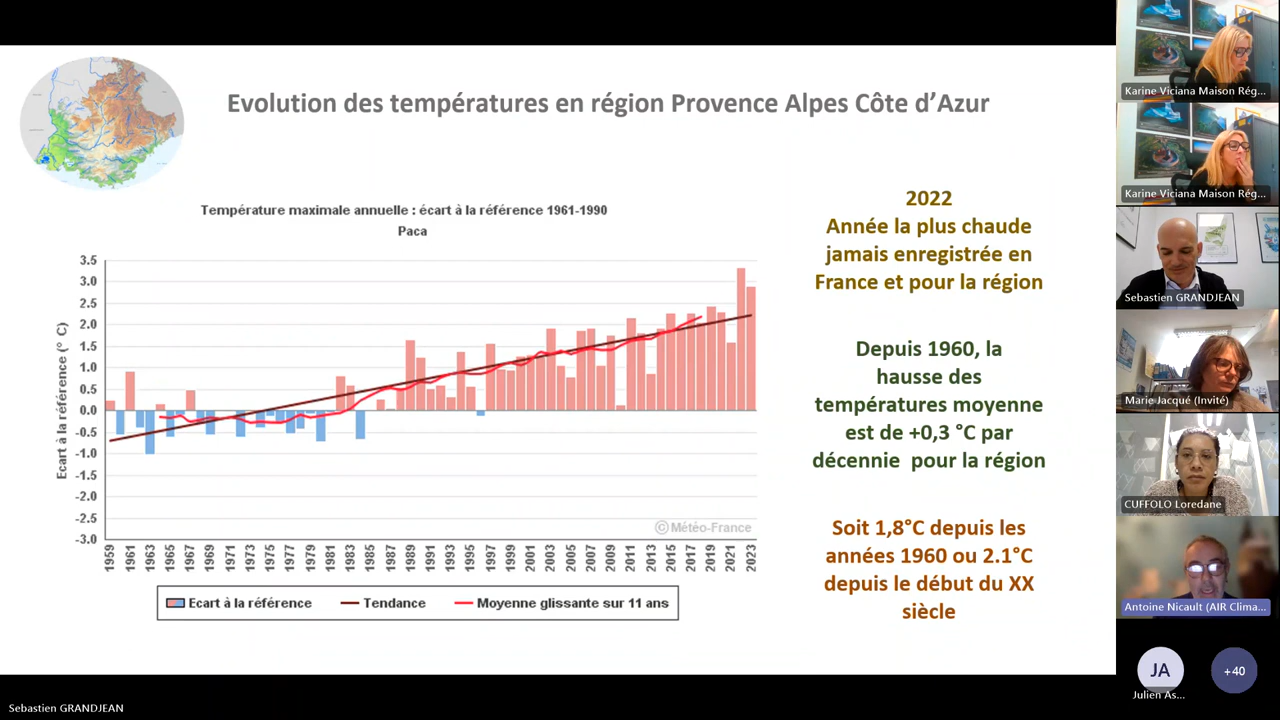 Evolution des températures en région Provence Alpes Côte d’Azur
Température maximale annuelle : écart à la référence 1961-1990
Paca
Ecart à la référence (° C)
3.5
3.0
2.5
2.0
1.5
1.0
0.5
0.0
-0.5
-1.0
-1.5
-2.0
-2.5
-3.0
©Météo-France
1959 1961 1963 1965 1967 1969 1971 1973 1975 1977 1979 1981 1983 1985 1987 1989 1991 1993 1995 1997 1999 2001 2003 2005 2007 2009 2011 2013 2015 2017 2019 2021 2023
Ecart à la référence Tendance Moyenne glissante sur 11 ans
2022
Année la plus chaude
jamais enregistrée en
France et pour la région
Depuis 1960, la
hausse des
températures moyenne
est de +0,3 °C par
décennie pour la région
Soit 1,8°C depuis les
années 1960 ou 2.1°C
depuis le début du XX
siècle
Karine Viciana Maison Rég...
Karine Viciana Maison Rég...
Sebastien GRANDJEAN
Marie Jacqué (Invité)
CUFFOLO Loredane
Antoine Nicault (AIR Clima...
JA
+40
Julien As...
Sebastien GRANDJEAN